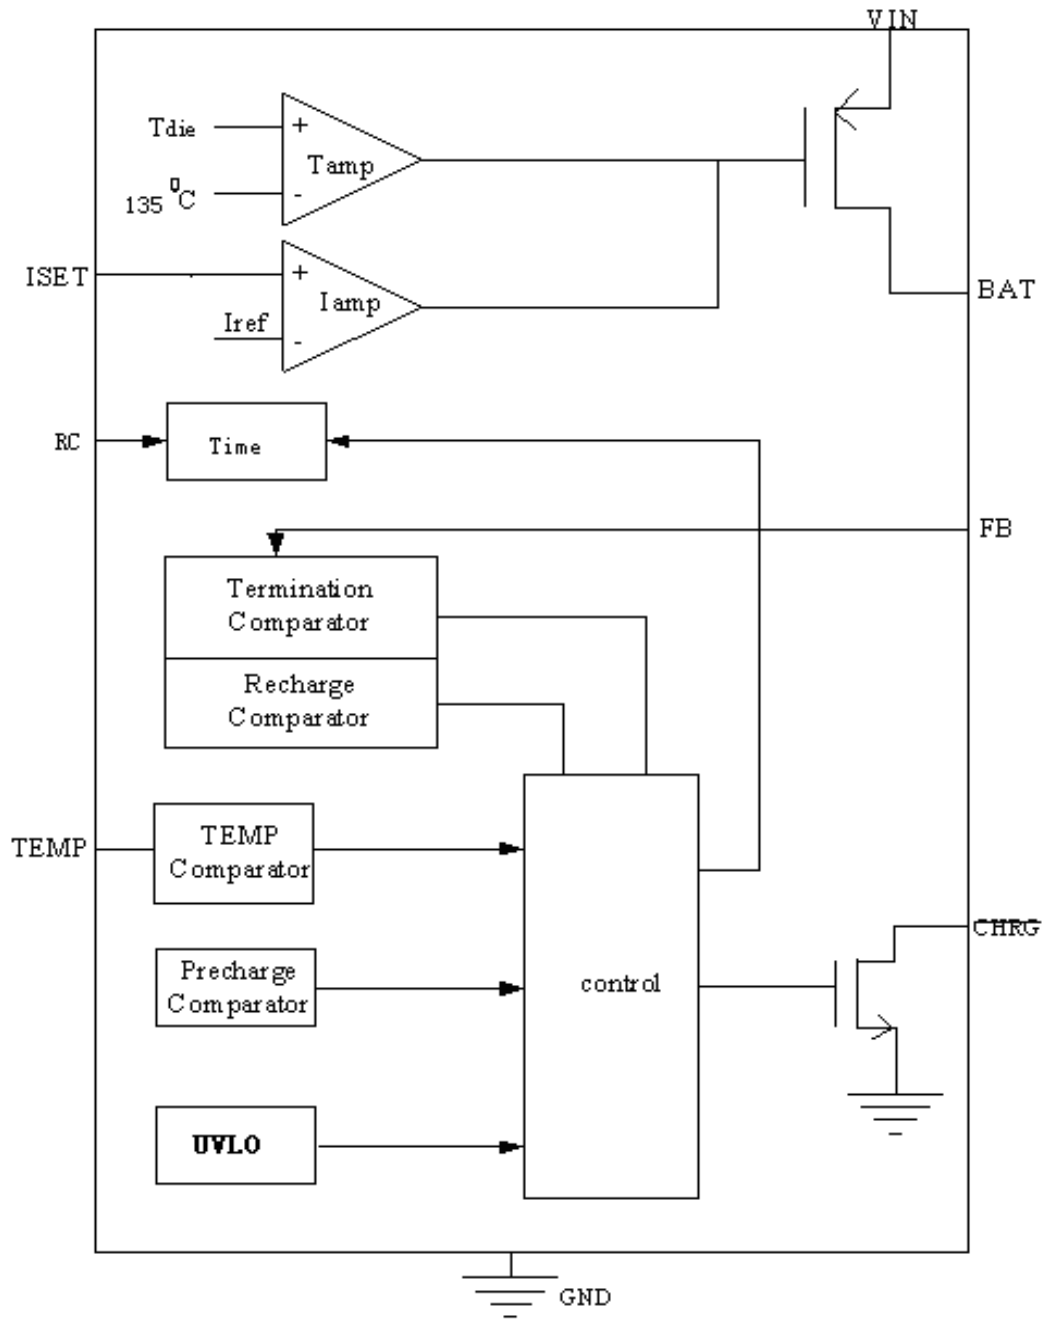 VIN
Tdie
+
Tamp
135 °C
-
ISET
+
Iamp
BAT
Iref
-
RC
Time
FB
Termination
Comparator
Recharge
Comparator
TEMP
TEMP
Comparator
CHRG
Precharge
Comparator
control
UVLO
GND